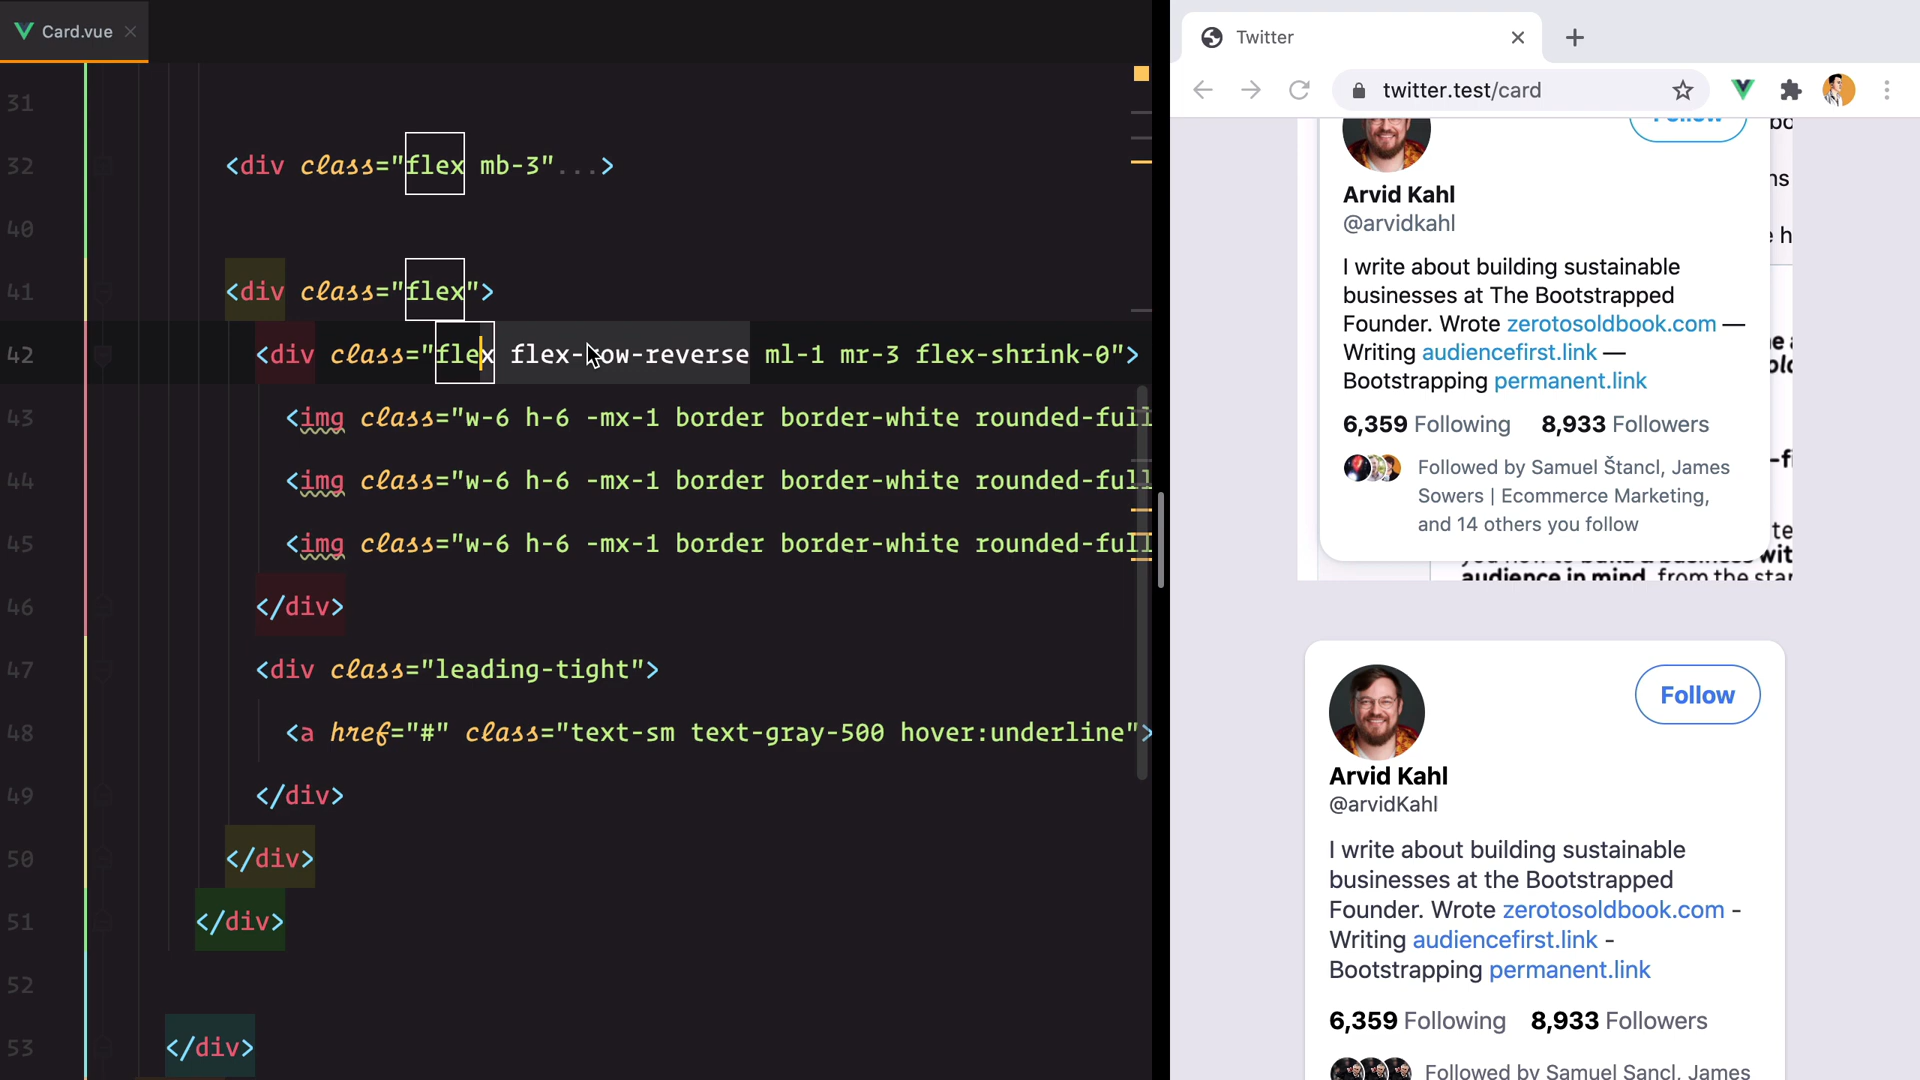 Card.vue
31
32 <div class="flex mb-3"...>
40
41 <div class="flex">
42 <div class="flex flex-row-reverse ml-1 mr-3 flex-shrink-0">
43 <img class="w-6 h-6 -mx-1 border border-white rounded-full
44 <img class="w-6 h-6 -mx-1 border border-white rounded-full
45 <img class="w-6 h-6 -mx-1 border border-white rounded-full
46 </div>
47 <div class="leading-tight">
48 <a href="#" class="text-sm text-gray-500 hover:underline">
49 </div>
50 </div>
51 </div>
52
53 </div>
Twitter
twitter.test/card
Arvid Kahl
@arvidkahl
I write about building sustainable
businesses at The Bootstrapped
Founder. Wrote zerotosoldbook.com —
Writing audiencefirst.link —
Bootstrapping permanent.link
6,359 Following 8,933 Followers
Followed by Samuel Štancl, James
Sowers | Ecommerce Marketing,
and 14 others you follow
audience in mind, from the star
Follow
Arvid Kahl
@arvidKahl
I write about building sustainable
businesses at the Bootstrapped
Founder. Wrote zerotosoldbook.com -
Writing audiencefirst.link -
Bootstrapping permanent.link
6,359 Following 8,933 Followers
Followed by Samuel Sancl, James